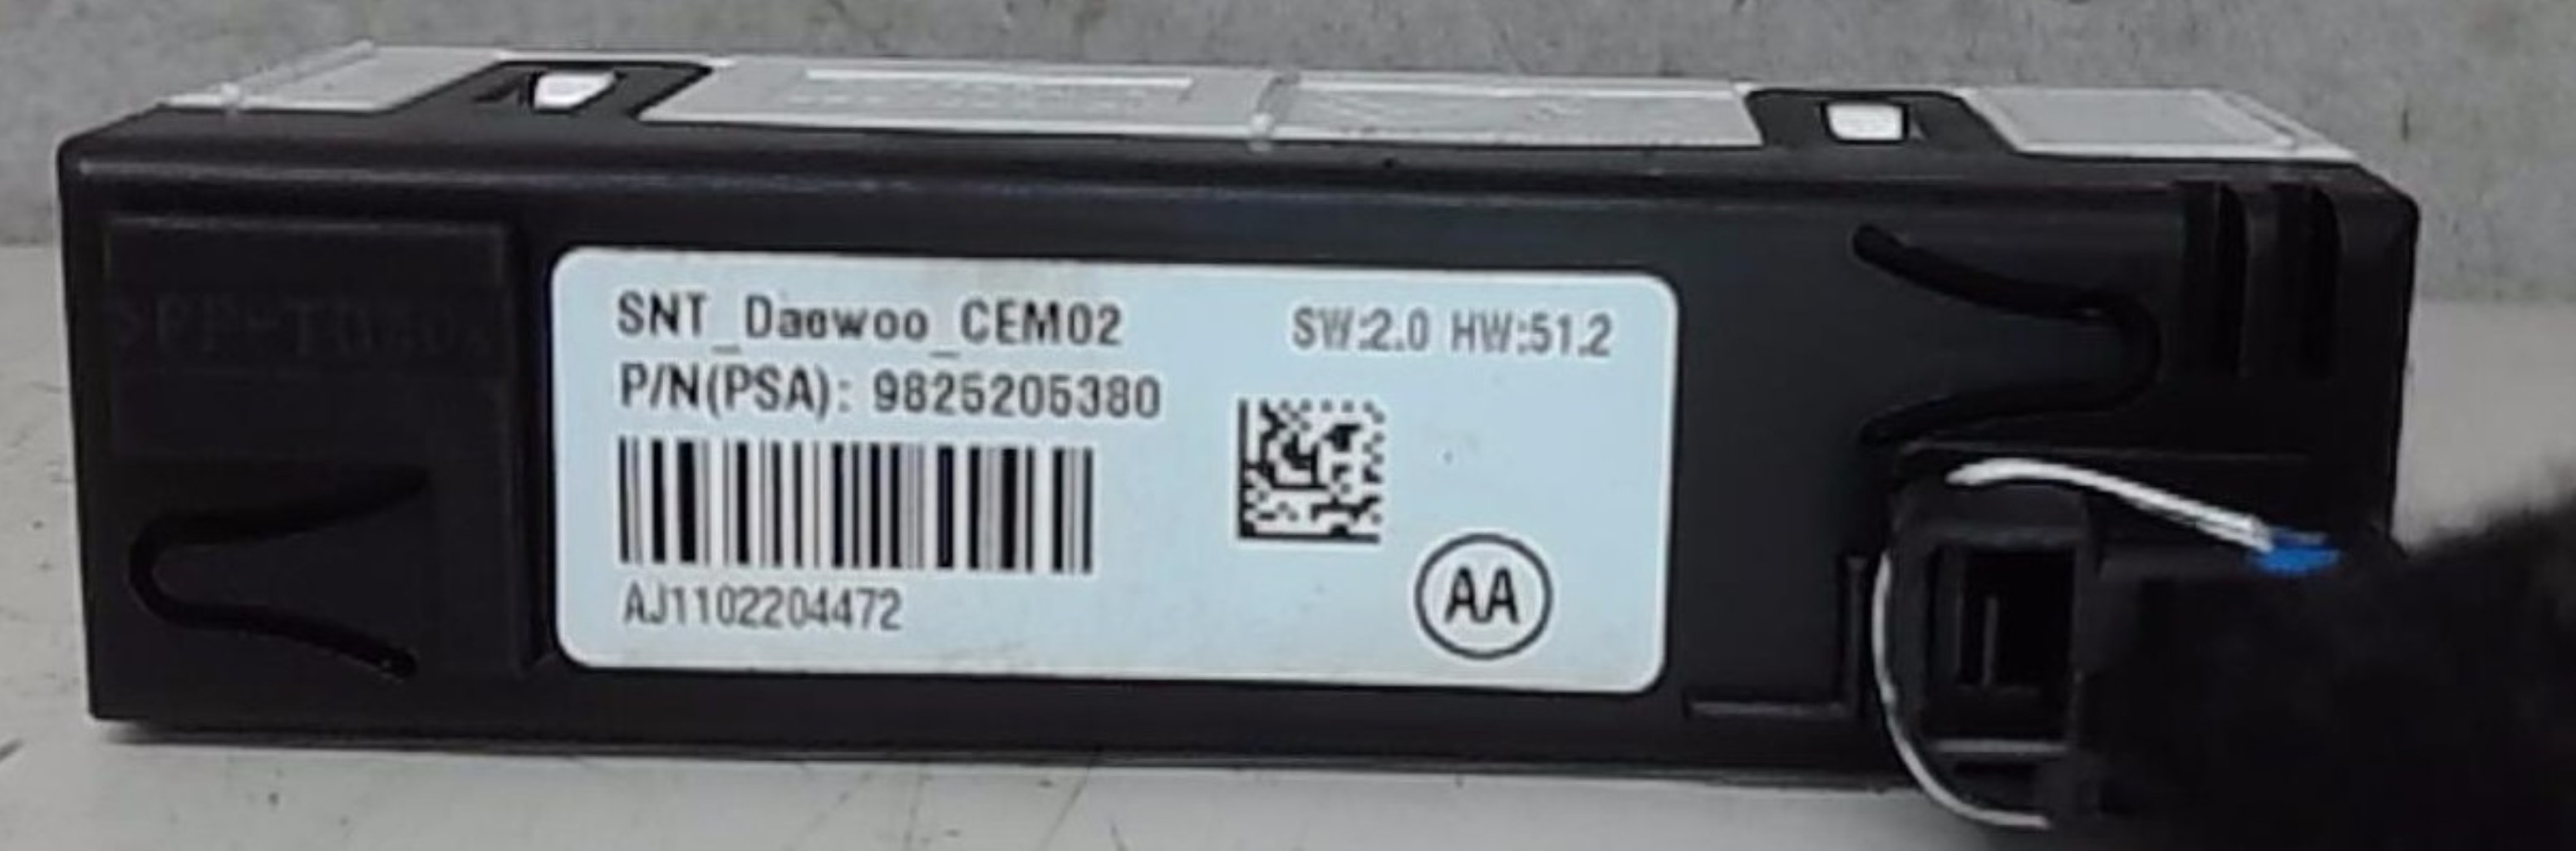 SNT_Daewoo_CEM02
SW:2.0 HW:51.2
P/N(PSA): 9825205380
AJ1102204472
AA